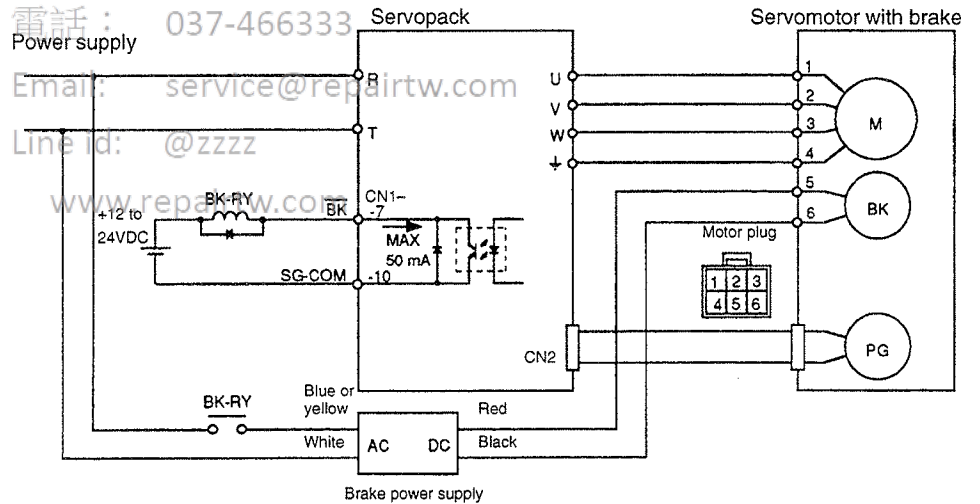 電話： 037-466333
Servopack
Servomotor with brake
Power supply
R
Email: service@repairtw.com
T
Line id: @zzzz
www.repairtw.com
U
V
W
1
2
3
4
5
6
M
BK
Motor plug
1 2 3
4 5 6
BK-RY
+12 to
24VDC
CN1~
BK
-7
MAX
50 mA
SG-COM
-10
CN2
PG
BK-RY
Blue or
yellow
White
AC DC
Red
Black
Brake power supply